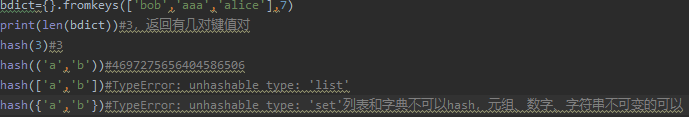 bdict={}.fromkeys(['bob','aaa','alice'],7)
print(len(bdict))#3，返回有几对键值对
hash(3)#3
hash(('a','b'))#4697275656404586506
hash(['a','b'])#TypeError: unhashable type: 'list'
hash({'a','b'})#TypeError: unhashable type: 'set'列表和字典不可以hash，元组、数字、字符串不可变的可以